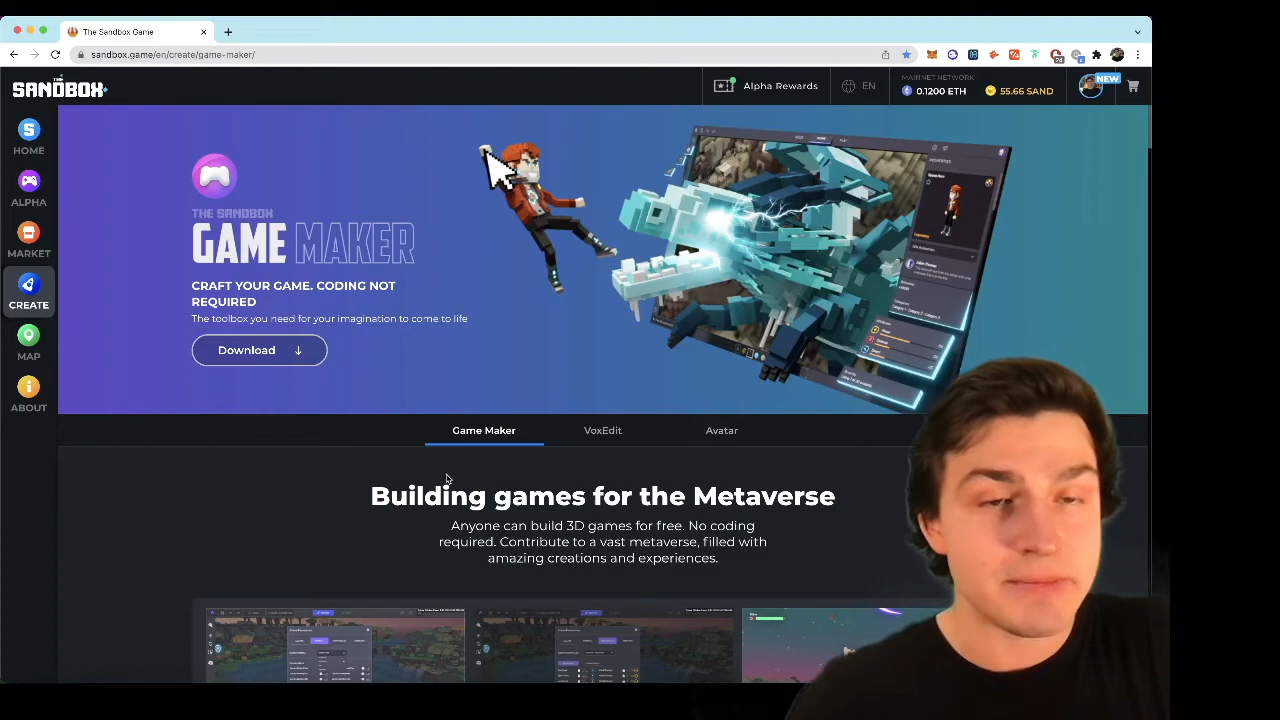 The Sandbox Game
sandbox.game/en/create/game-maker/
THE
SANDBOX
Alpha Rewards
EN
MAINNET NETWORK
0.1200 ETH
55.66 SAND
NEW
HOME
ALPHA
MARKET
CREATE
MAP
ABOUT
THE SANDBOX
GAME MAKER
CRAFT YOUR GAME. CODING NOT
REQUIRED
The toolbox you need for your imagination to come to life
Download
Game Maker
VoxEdit
Avatar
Building games for the Metaverse
Anyone can build 3D games for free. No coding
required. Contribute to a vast metaverse, filled with
amazing creations and experiences.